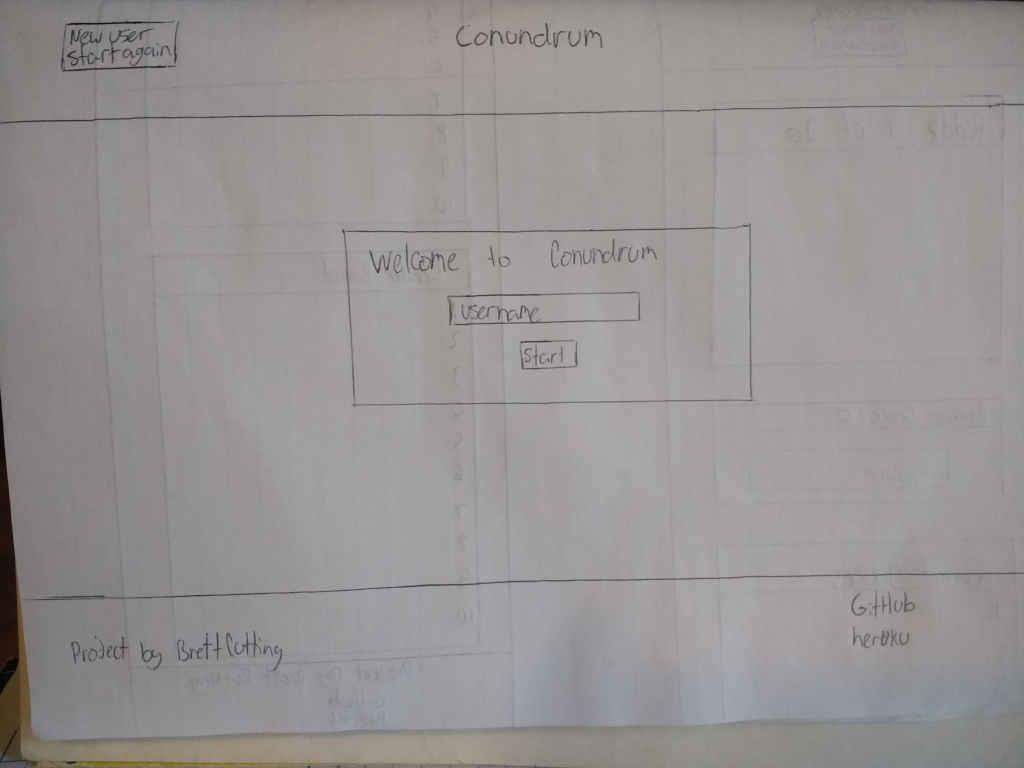 New user
start again
Conundrum
Welcome to Conundrum
username
Start
Project by Brett Cutting
GitHub
heroku